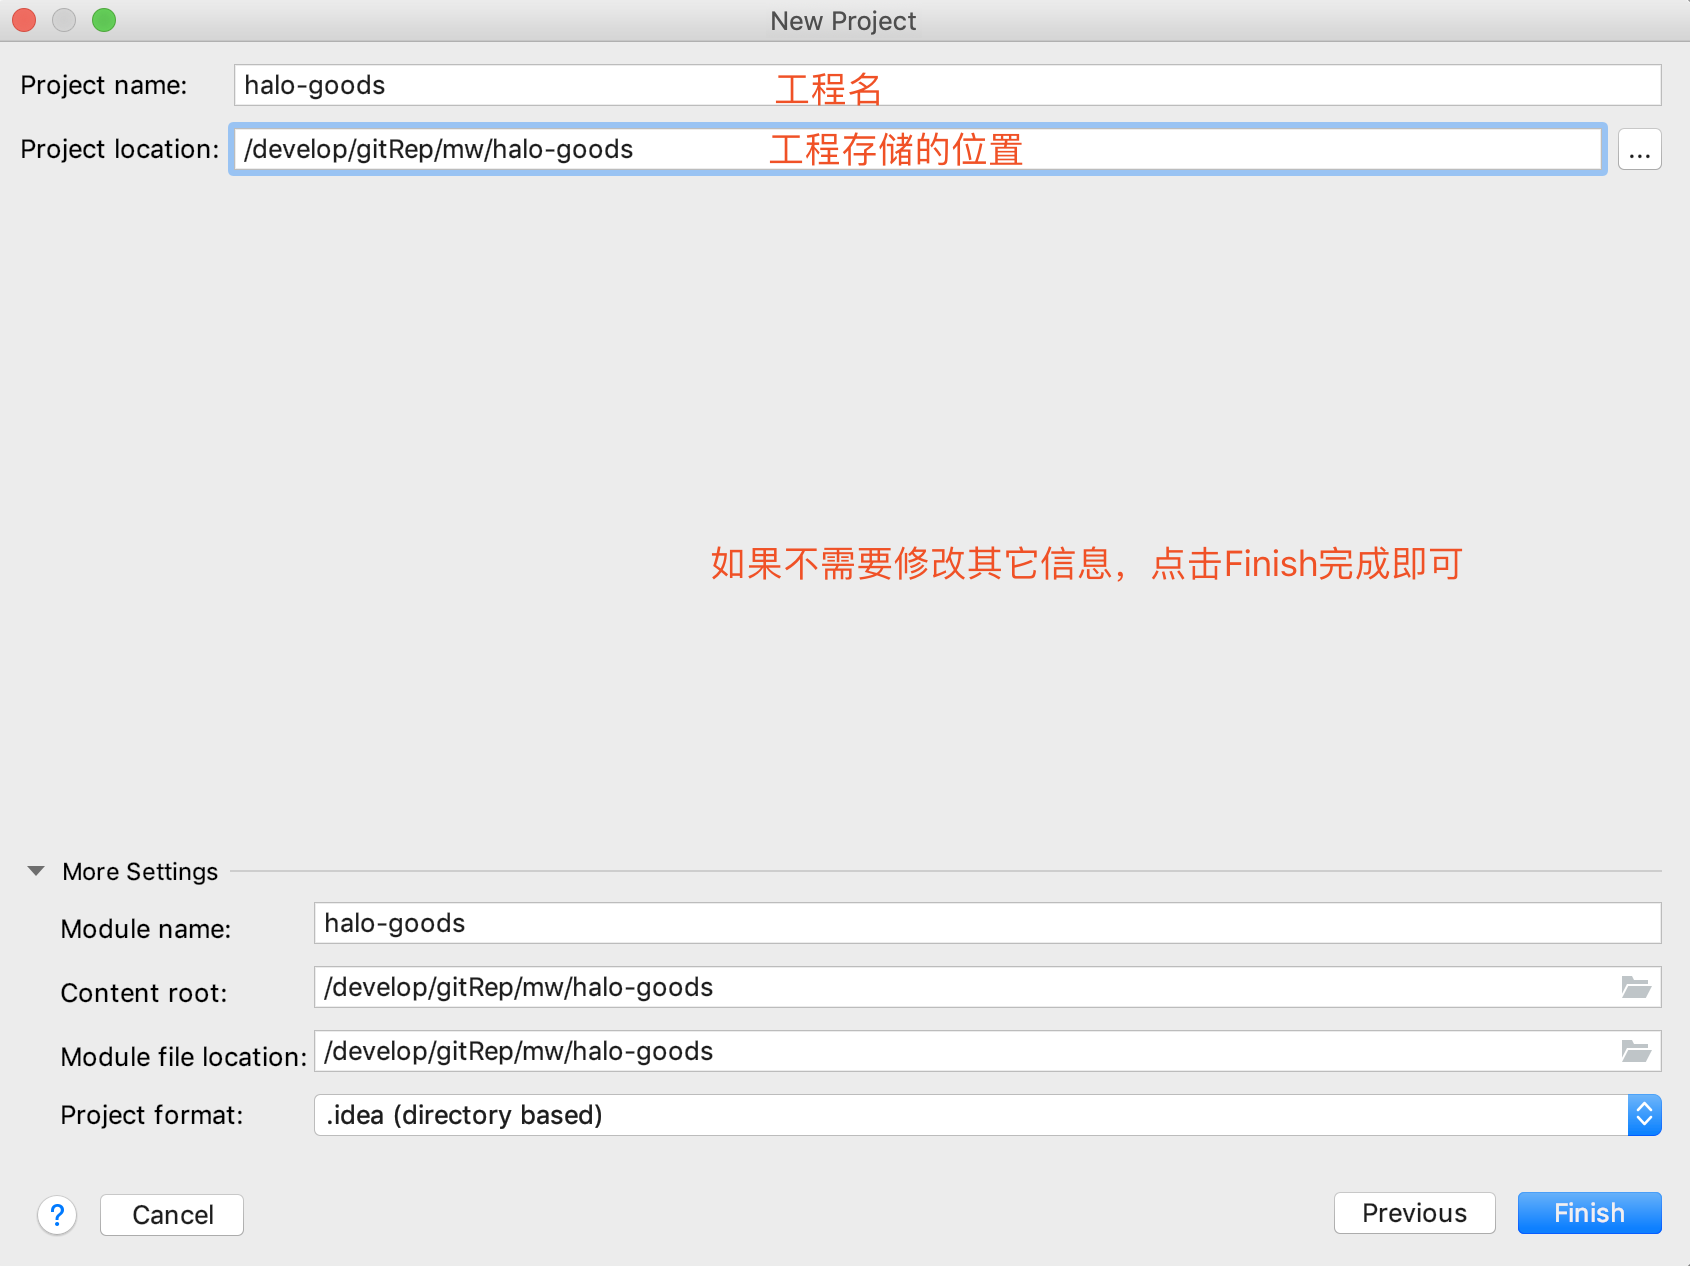 New Project
Project name: halo-goods 工程名
Project location: /develop/gitRep/mw/halo-goods 工程存储的位置 ...
如果不需要修改其它信息，点击Finish完成即可
More Settings
Module name: halo-goods
Content root: /develop/gitRep/mw/halo-goods
Module file location: /develop/gitRep/mw/halo-goods
Project format: .idea (directory based)
? Cancel Previous Finish